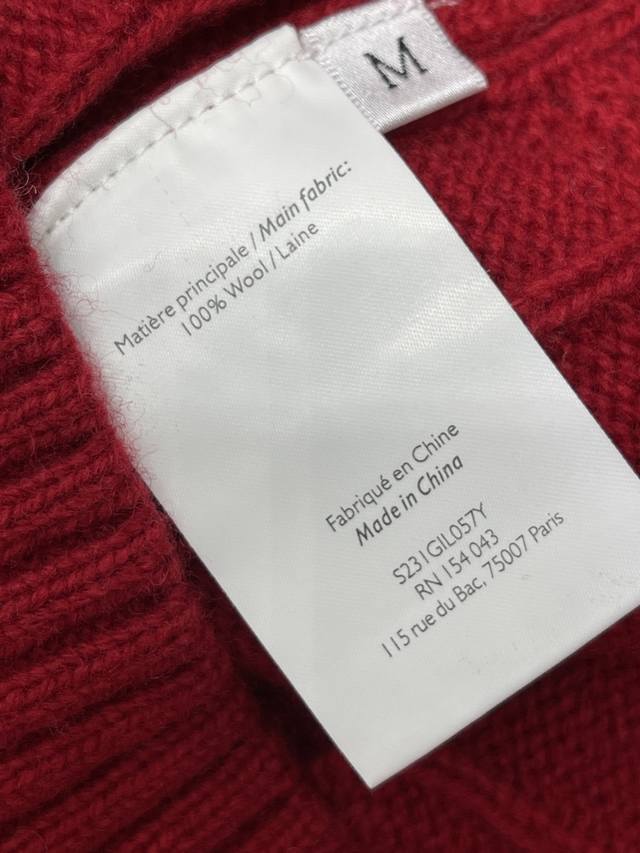 M
Matière principale / Main fabric:
100% Wool / Laine
Fabriqué en Chine
Made in China
S231GIL057Y
RN 154 043
115 rue du Bac, 75007 Paris